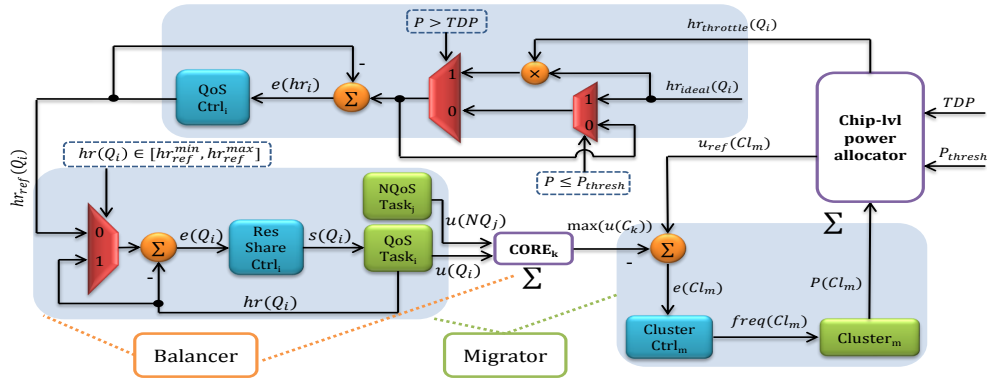 P > TDP
hr_throttle(Q_i)
-
QoS Ctrl_i
e(hr_i)
Σ
1
0
×
hr_ideal(Q_i)
1
0
Chip-lvl power allocator
TDP
P_thresh
u_ref(Cl_m)
hr_ref(Q_i)
hr(Q_i) ∈ [hr_ref^min, hr_ref^max]
P ≤ P_thresh
NQoS Task_j
u(NQ_j)
0
1
Σ
-
e(Q_i)
Res Share Ctrl_i
s(Q_i)
QoS Task_i
u(Q_i)
hr(Q_i)
CORE_k
Σ
max(u(C_k))
-
Σ
Σ
e(Cl_m)
P(Cl_m)
Cluster Ctrl_m
freq(Cl_m)
Cluster_m
Balancer
Migrator